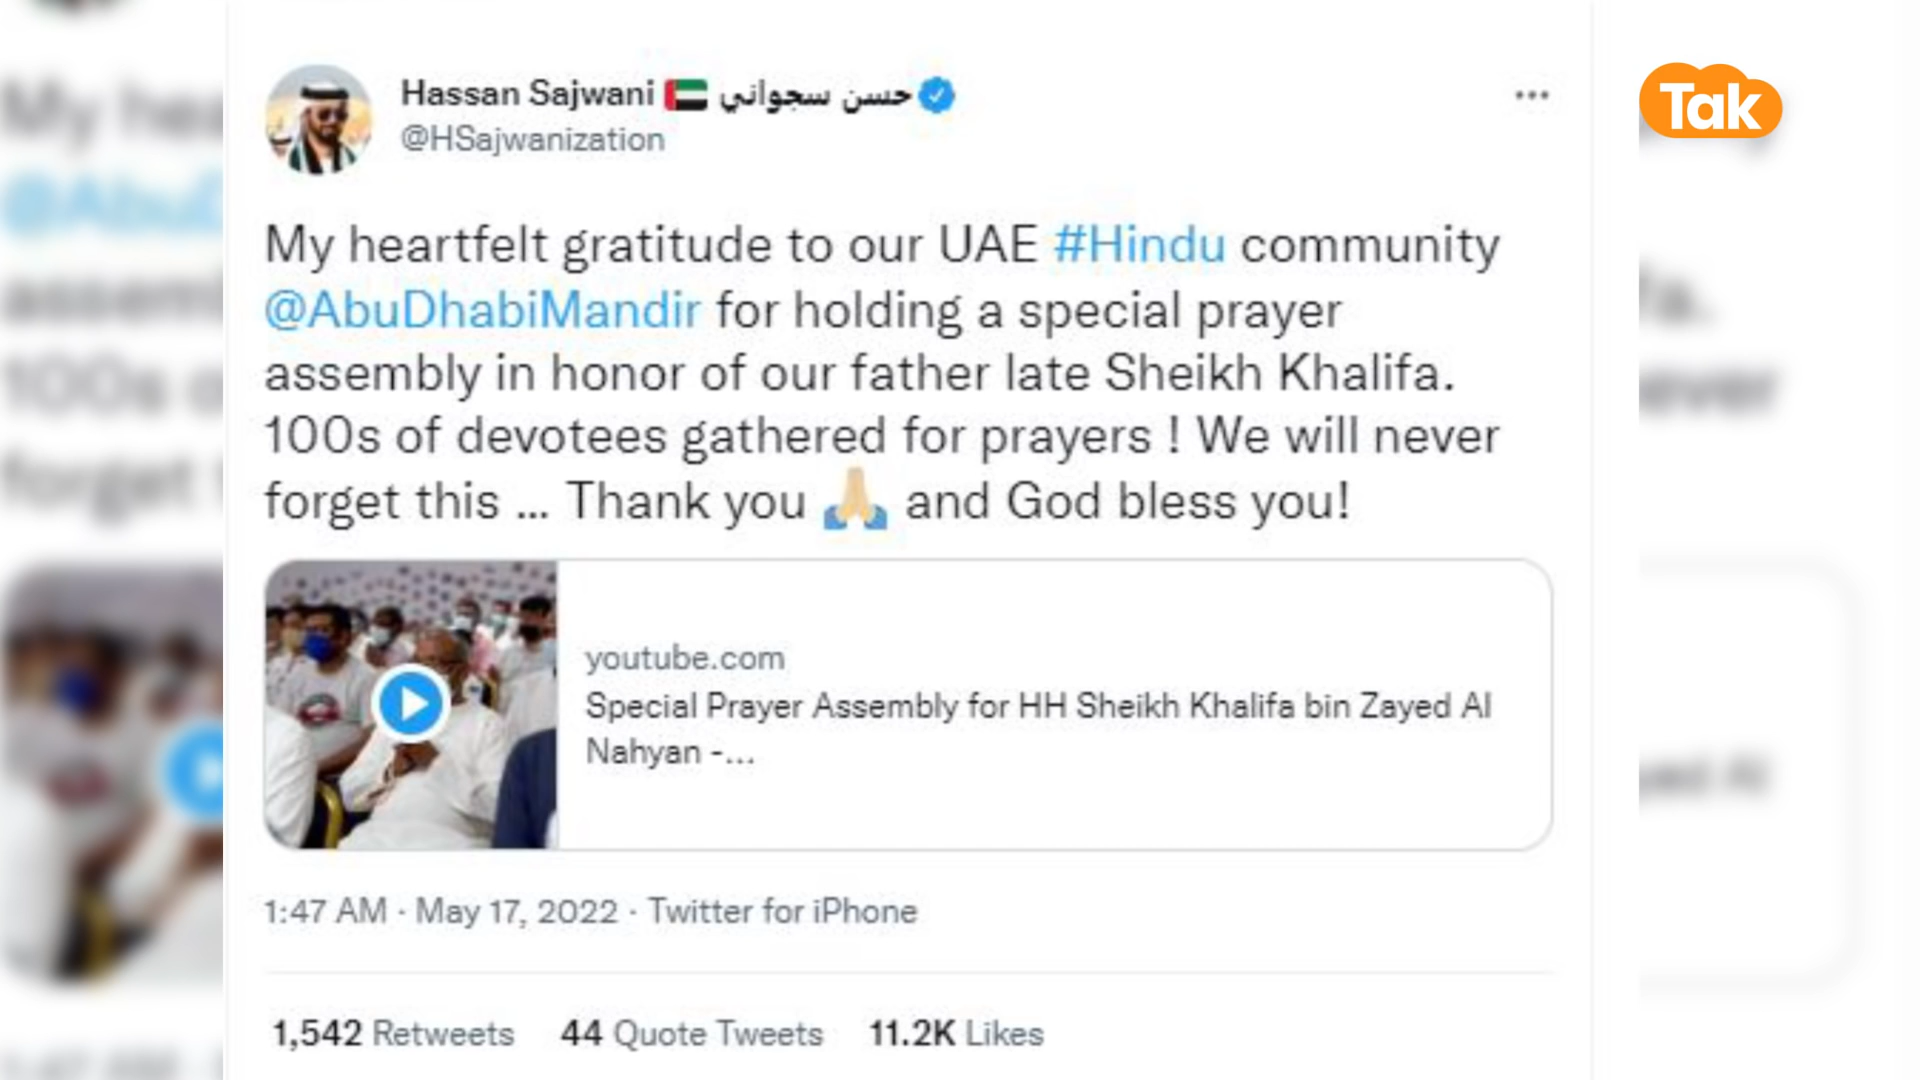 Tak
Hassan Sajwani 🇦🇪 حسن سجواني
@HSajwanization
My heartfelt gratitude to our UAE #Hindu community
@AbuDhabiMandir for holding a special prayer
assembly in honor of our father late Sheikh Khalifa.
100s of devotees gathered for prayers ! We will never
forget this ... Thank you 🙏🏼 and God bless you!
youtube.com
Special Prayer Assembly for HH Sheikh Khalifa bin Zayed Al
Nahyan -...
1:47 AM · May 17, 2022 · Twitter for iPhone
1,542 Retweets 44 Quote Tweets 11.2K Likes